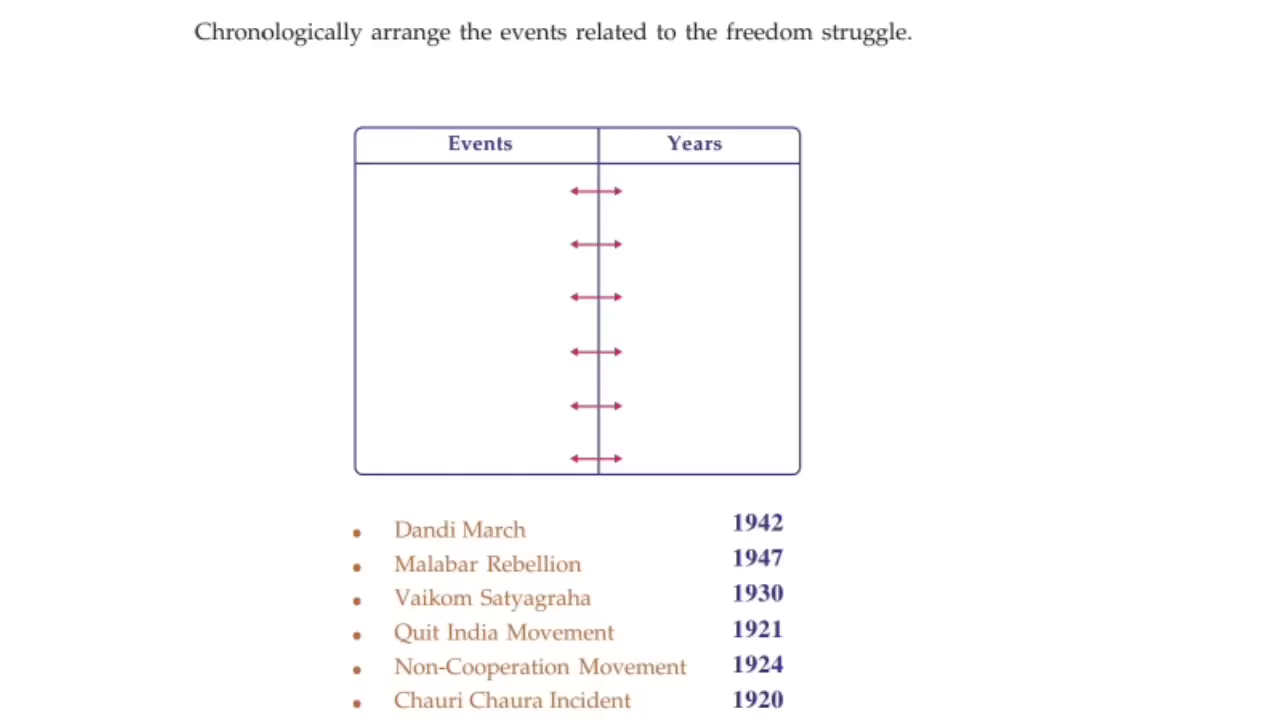 Chronologically arrange the events related to the freedom struggle.
Events Years
• Dandi March 1942
• Malabar Rebellion 1947
• Vaikom Satyagraha 1930
• Quit India Movement 1921
• Non-Cooperation Movement 1924
• Chauri Chaura Incident 1920